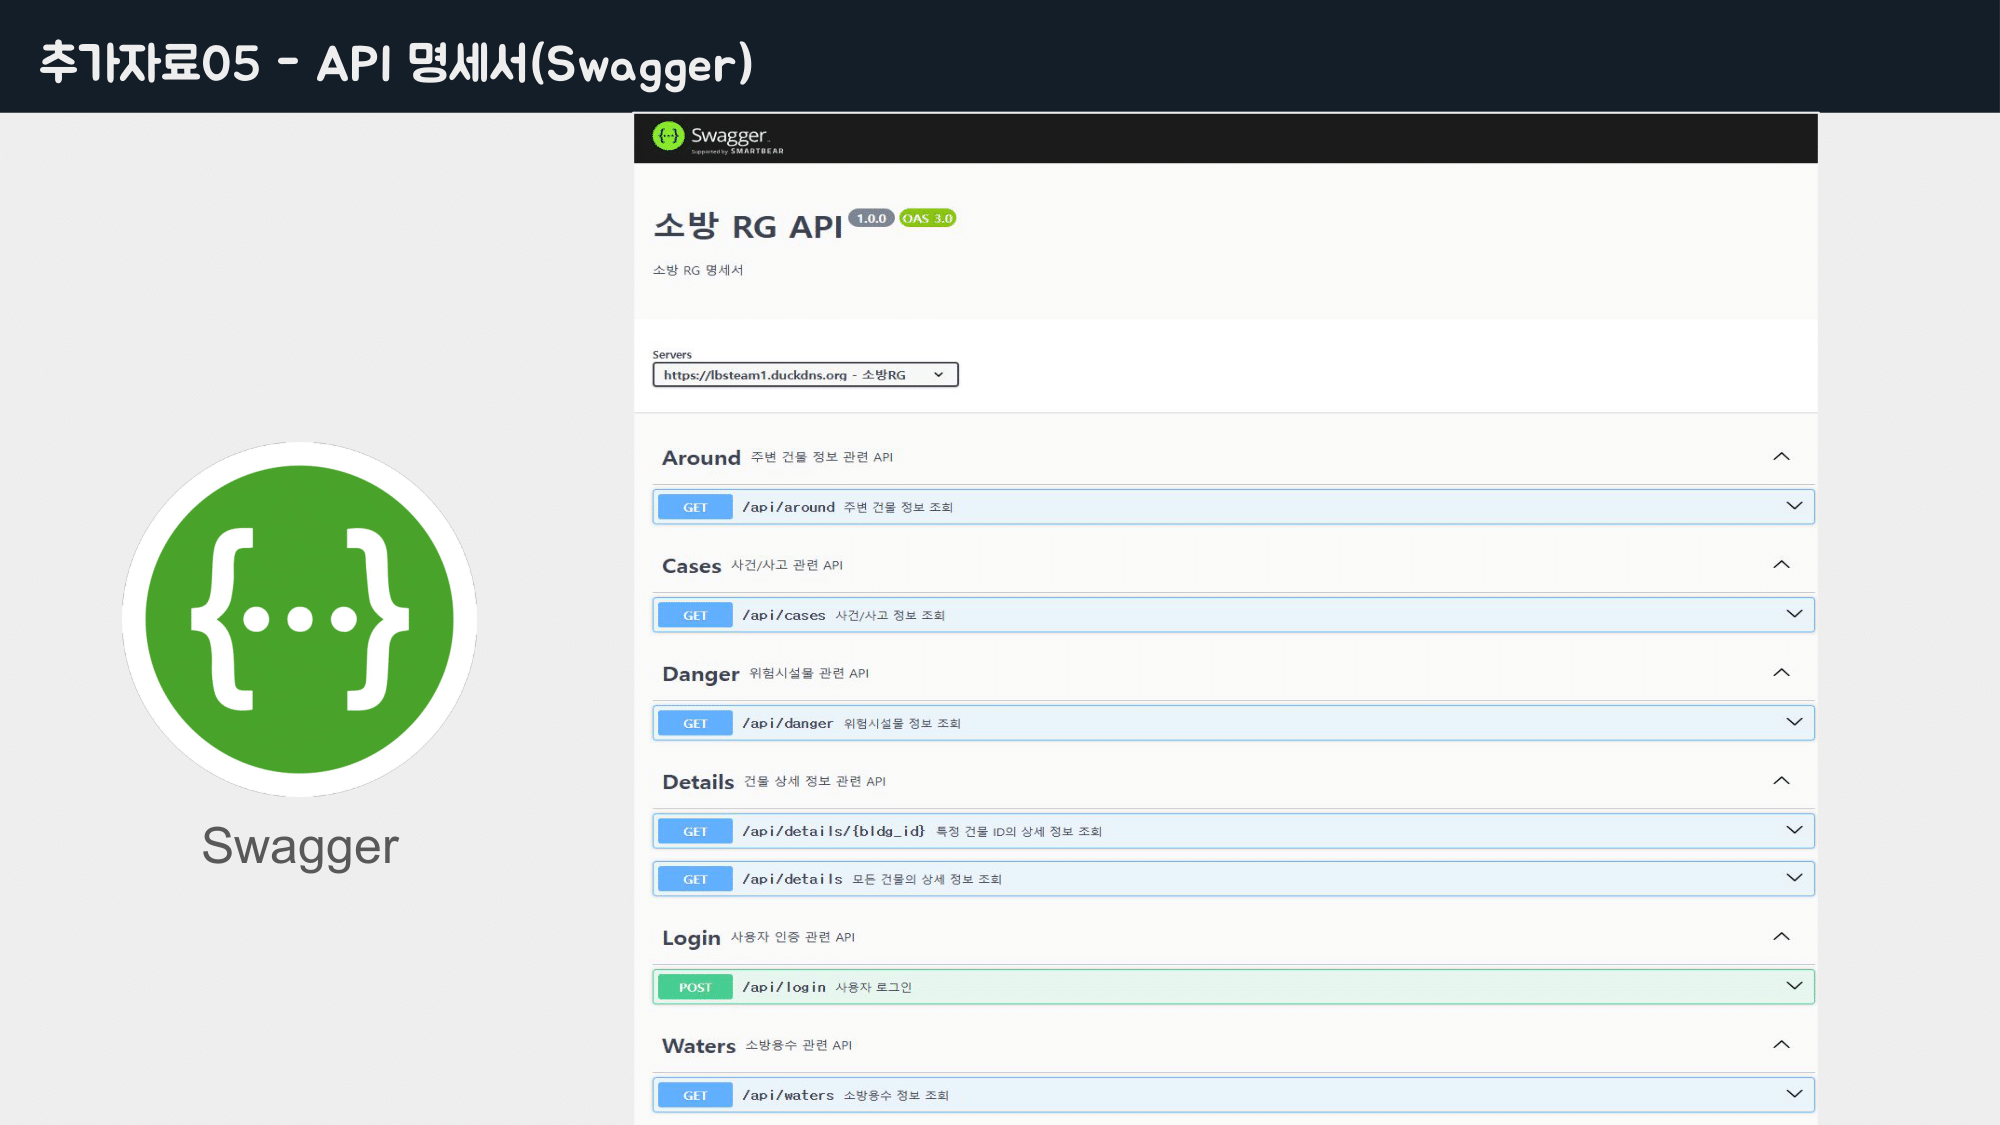 추가자료05 - API 명세서(Swagger)
Swagger
Supported by SMARTBEAR
소방 RG API 1.0.0 OAS 3.0
소방 RG 명세서
Servers
https://lbsteam1.duckdns.org - 소방RG
Around 주변 건물 정보 관련 API
GET /api/around 주변 건물 정보 조회
Cases 사건/사고 관련 API
GET /api/cases 사건/사고 정보 조회
Danger 위험시설물 관련 API
GET /api/danger 위험시설물 정보 조회
Details 건물 상세 정보 관련 API
GET /api/details/{bldg_id} 특정 건물 ID의 상세 정보 조회
GET /api/details 모든 건물의 상세 정보 조회
Login 사용자 인증 관련 API
POST /api/login 사용자 로그인
Waters 소방용수 관련 API
GET /api/waters 소방용수 정보 조회
Swagger